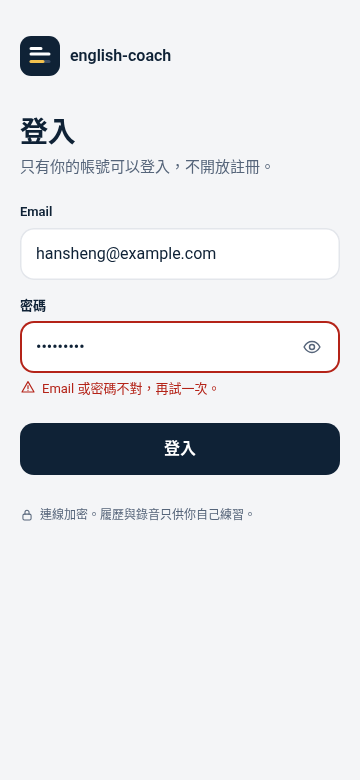 english-coach
登入
只有你的帳號可以登入，不開放註冊。
Email
hansheng@example.com
密碼
•••••••••
Email 或密碼不對，再試一次。
登入
連線加密。履歷與錄音只供你自己練習。